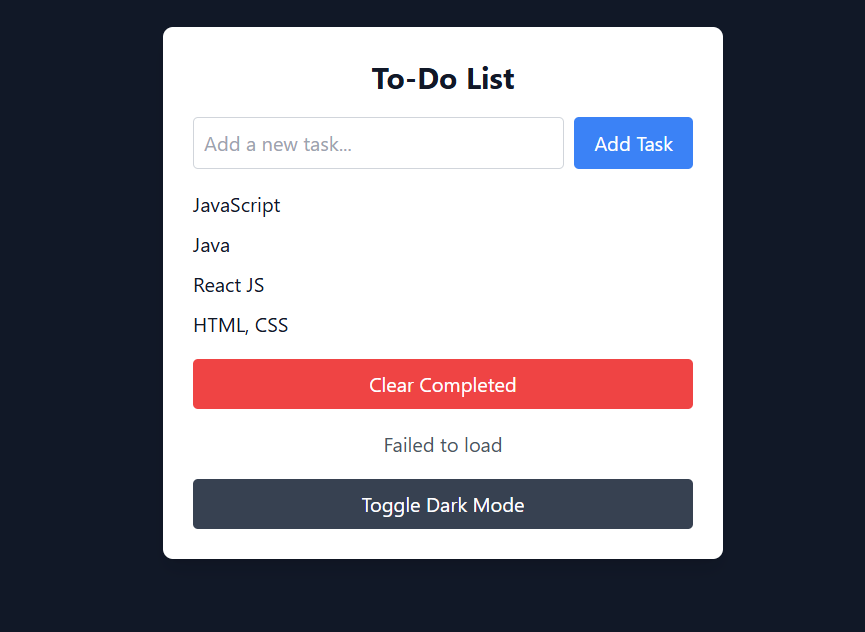 To-Do List
Add a new task...
Add Task
JavaScript
Java
React JS
HTML, CSS
Clear Completed
Failed to load
Toggle Dark Mode